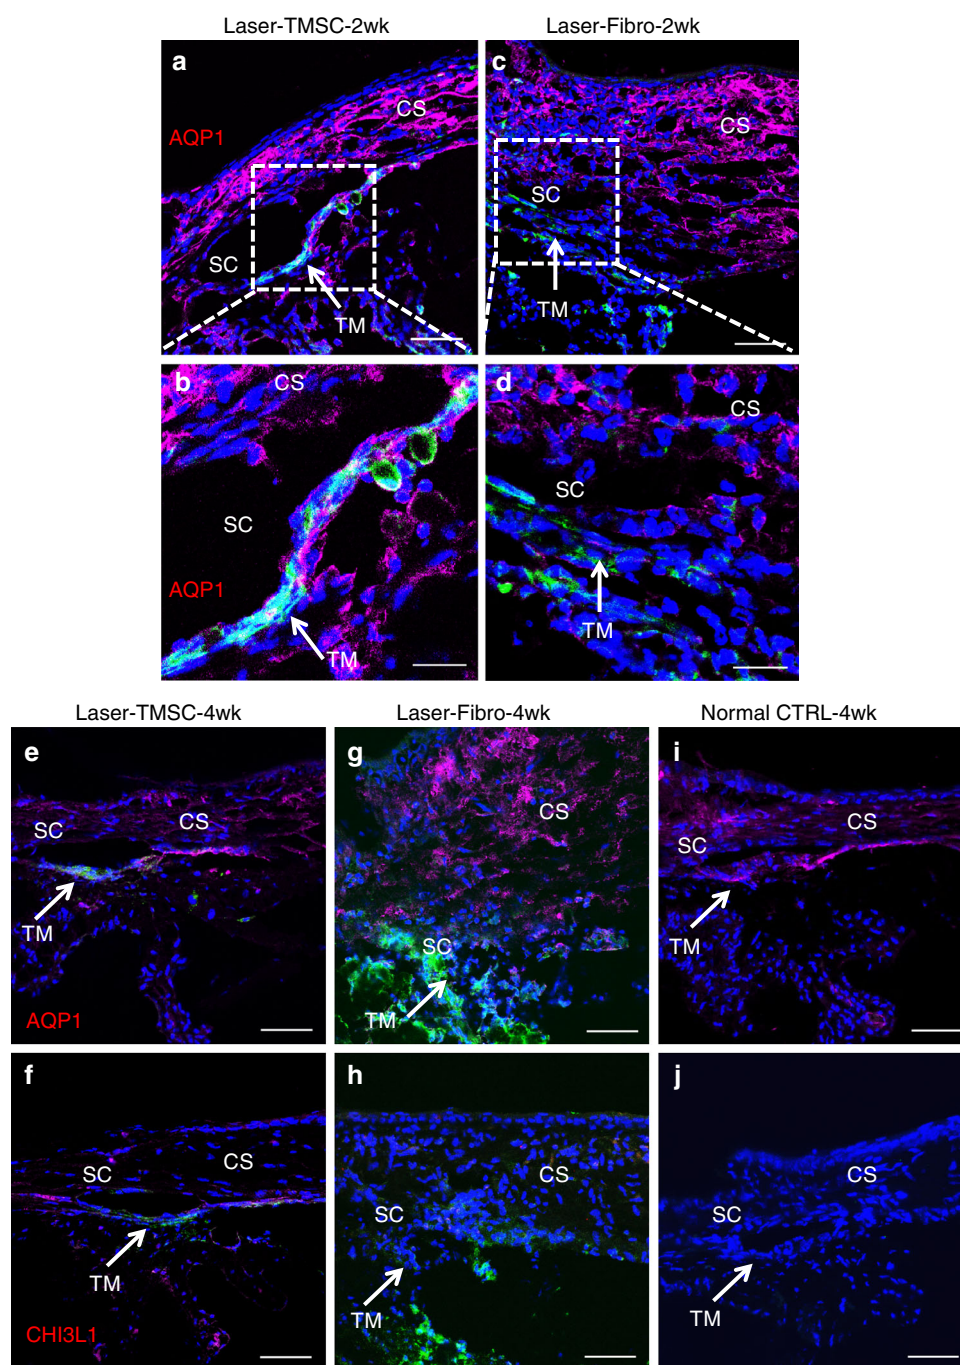 Laser-TMSC-2wk
Laser-Fibro-2wk
a
CS
AQP1
SC
TM
c
CS
SC
TM
b
CS
SC
AQP1
TM
d
CS
SC
TM
Laser-TMSC-4wk
Laser-Fibro-4wk
Normal CTRL-4wk
e
SC
CS
TM
AQP1
g
CS
SC
TM
i
CS
SC
TM
f
SC
CS
TM
CHI3L1
h
CS
SC
TM
j
CS
SC
TM